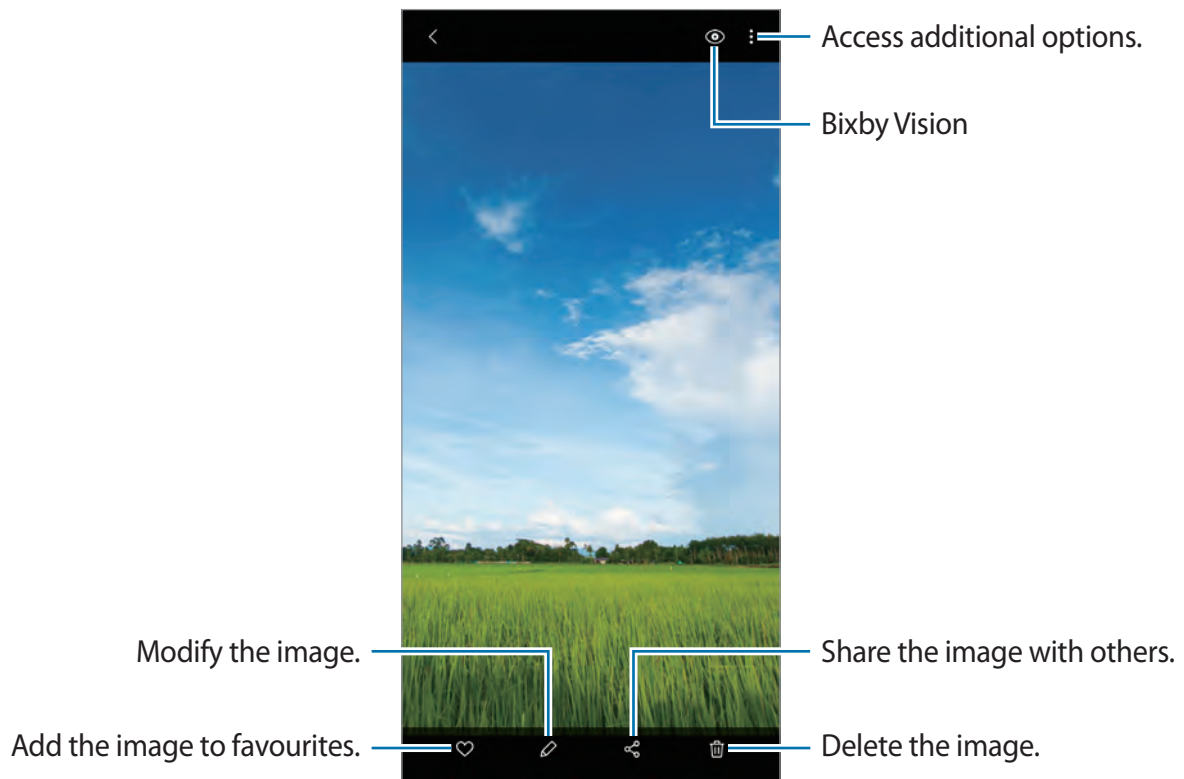 Access additional options.
Bixby Vision
Modify the image.
Share the image with others.
Add the image to favourites.
Delete the image.